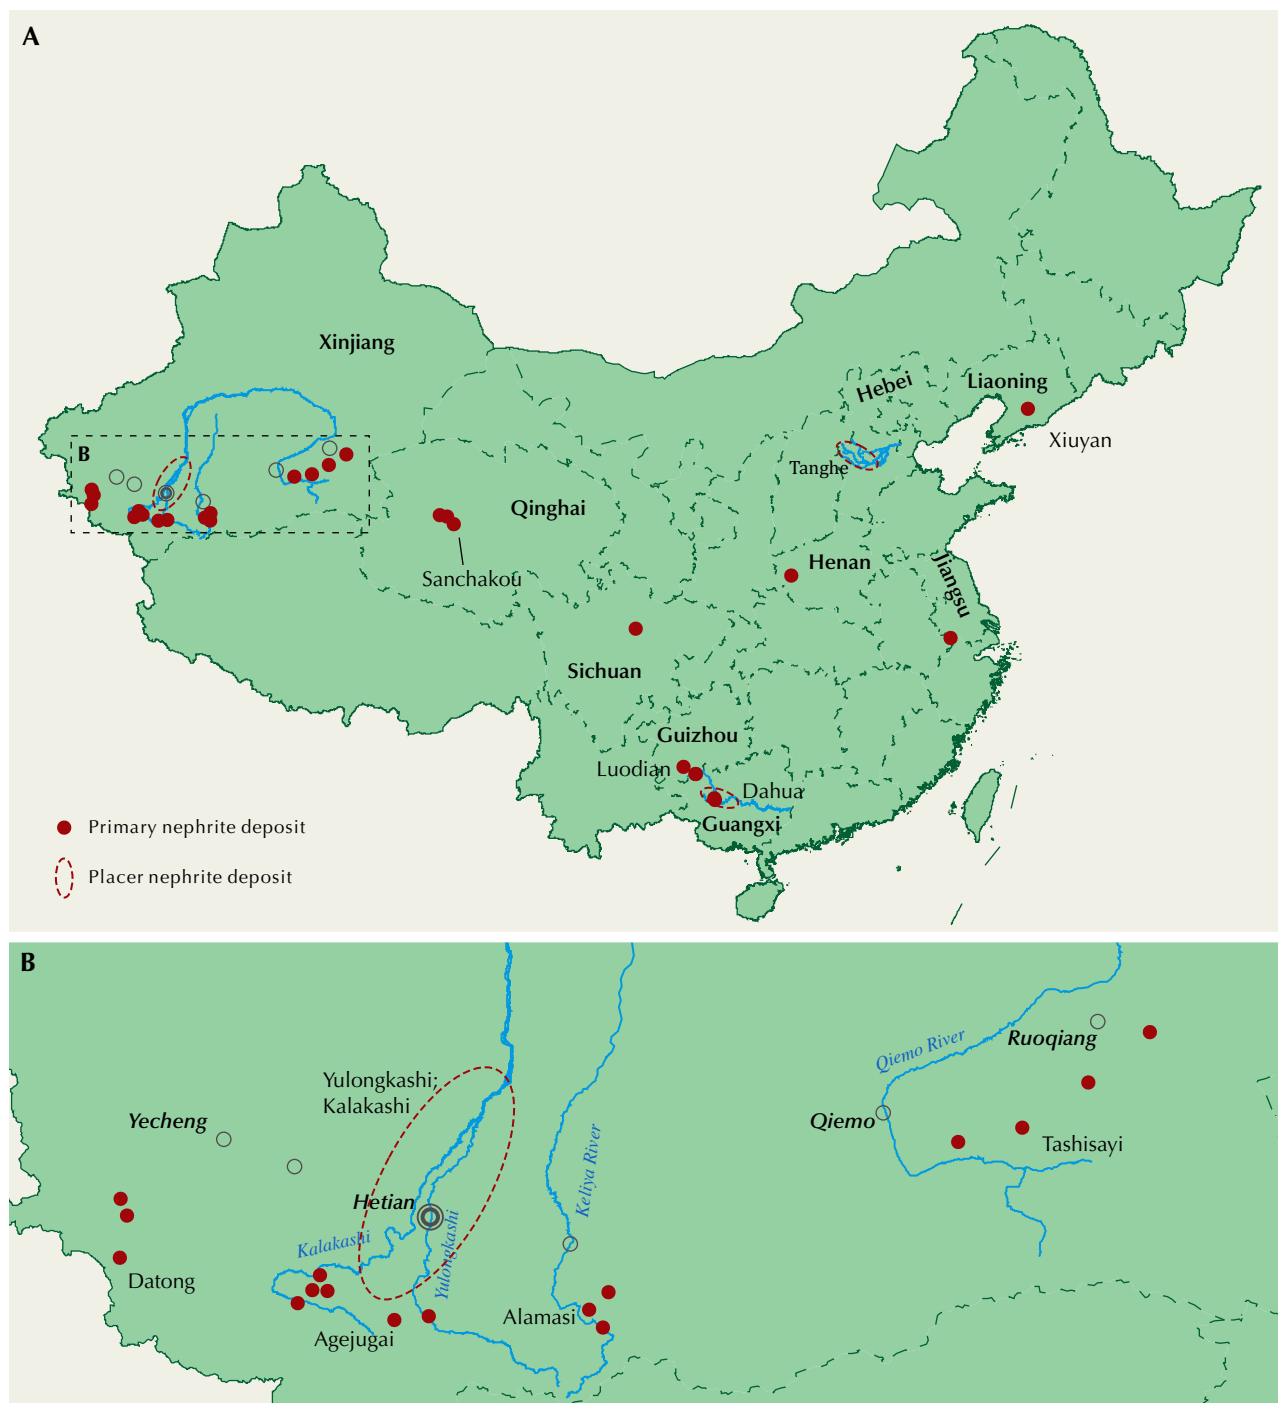 A
Xinjiang
Hebei
Liaoning
Xiuyan
B
Tanghe
Qinghai
Sanchakou
Henan
Jiangsu
Sichuan
Guizhou
Luodian
Dahua
Guangxi
Primary nephrite deposit
Placer nephrite deposit
B
Ruoqiang
Qiemo River
Yulongkashi;
Kalakashi
Yecheng
Qiemo
Tashisayi
Keliya River
Hetian
Kalakashi
Yulongkashi
Datong
Alamasi
Agejugai